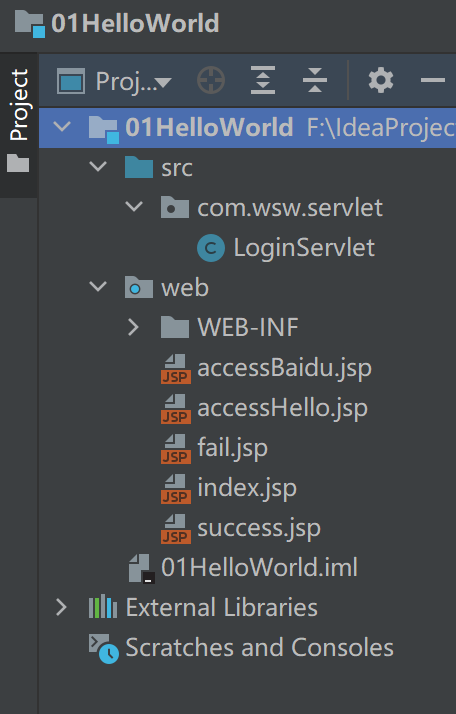 01HelloWorld
Project
Proj...
01HelloWorld F:\IdeaProjec
src
com.wsw.servlet
C LoginServlet
web
WEB-INF
JSP accessBaidu.jsp
JSP accessHello.jsp
JSP fail.jsp
JSP index.jsp
JSP success.jsp
01HelloWorld.iml
External Libraries
Scratches and Consoles